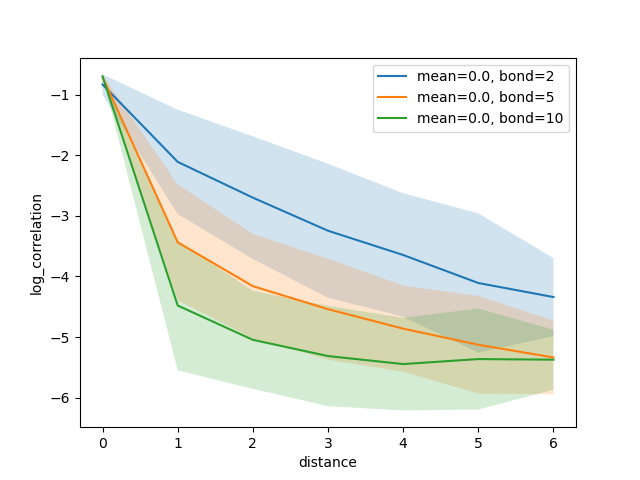 mean=0.0, bond=2
mean=0.0, bond=5
mean=0.0, bond=10
log_correlation
−1
−2
−3
−4
−5
−6
0 1 2 3 4 5 6
distance